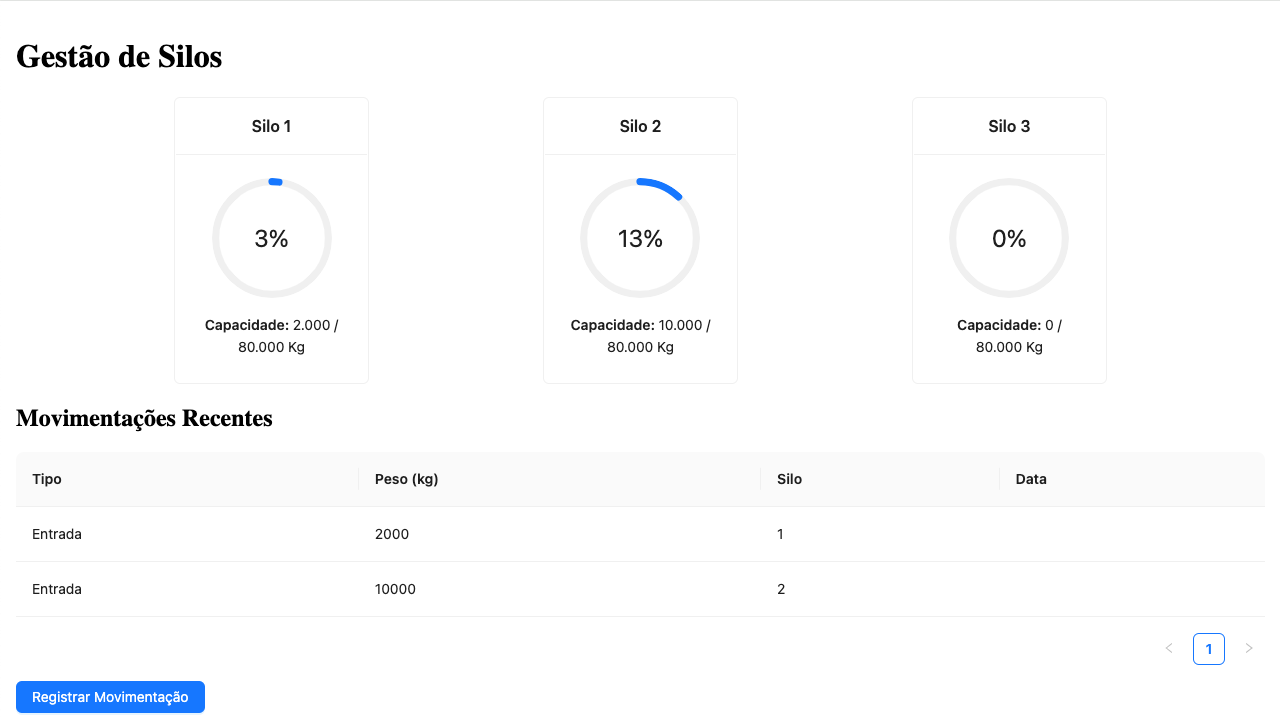 Gestão de Silos
Silo 1
3%
Capacidade: 2.000 /
80.000 Kg
Silo 2
13%
Capacidade: 10.000 /
80.000 Kg
Silo 3
0%
Capacidade: 0 /
80.000 Kg
Movimentações Recentes
Tipo Peso (kg) Silo Data
Entrada 2000 1
Entrada 10000 2
1
Registrar Movimentação